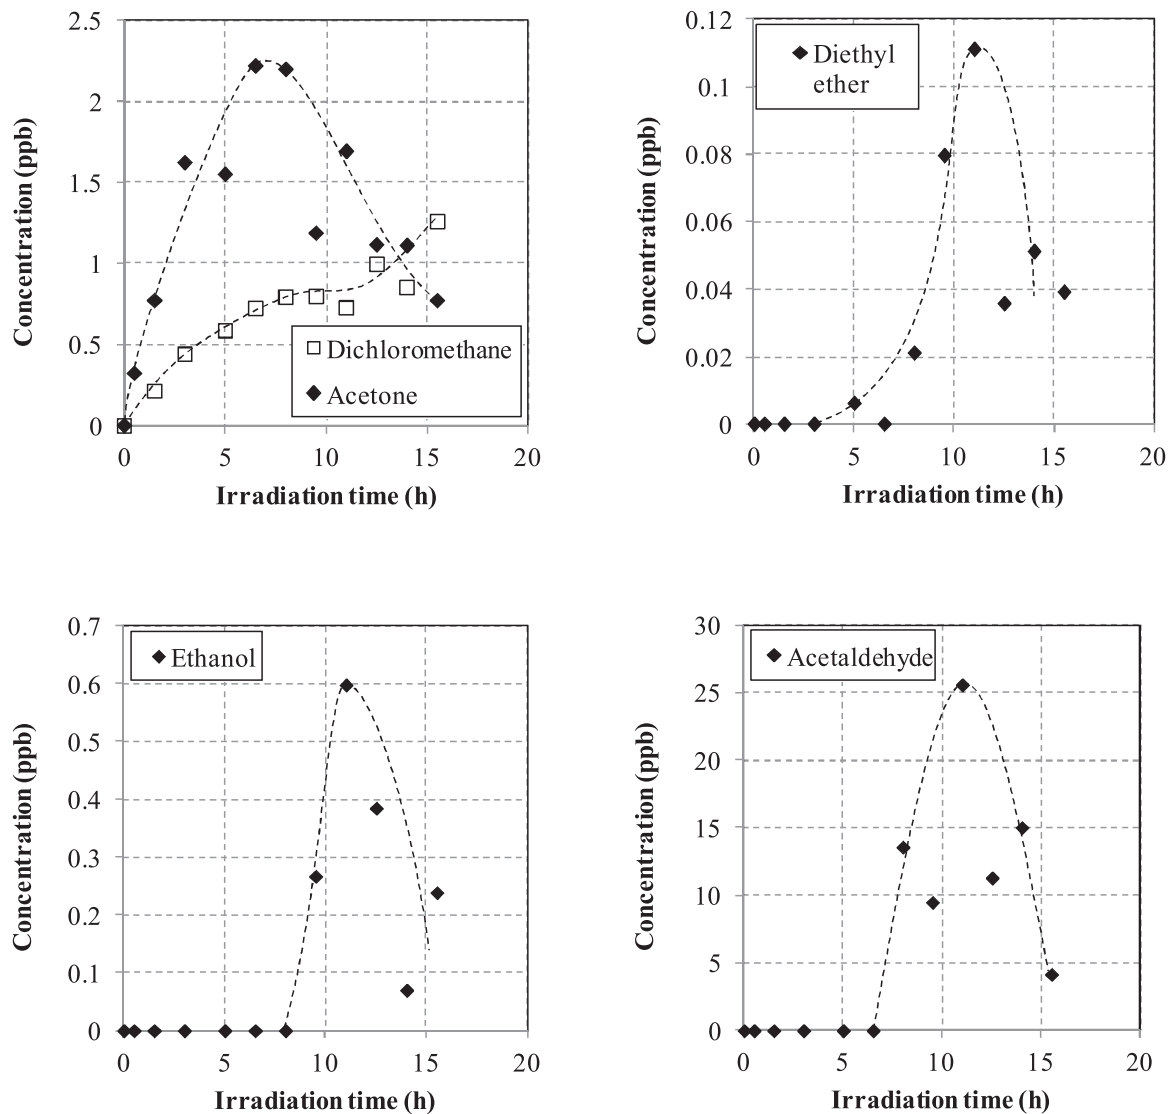 2.5
2
1.5
1
0.5
0
Concentration (ppb)
Dichloromethane
Acetone
0 5 10 15 20
Irradiation time (h)
0.12
0.1
0.08
0.06
0.04
0.02
0
Concentration (ppb)
Diethyl
ether
0 5 10 15 20
Irradiation time (h)
0.7
0.6
0.5
0.4
0.3
0.2
0.1
0
Concentration (ppb)
Ethanol
0 5 10 15 20
Irradiation time (h)
30
25
20
15
10
5
0
Concentration (ppb)
Acetaldehyde
0 5 10 15 20
Irradiation time (h)